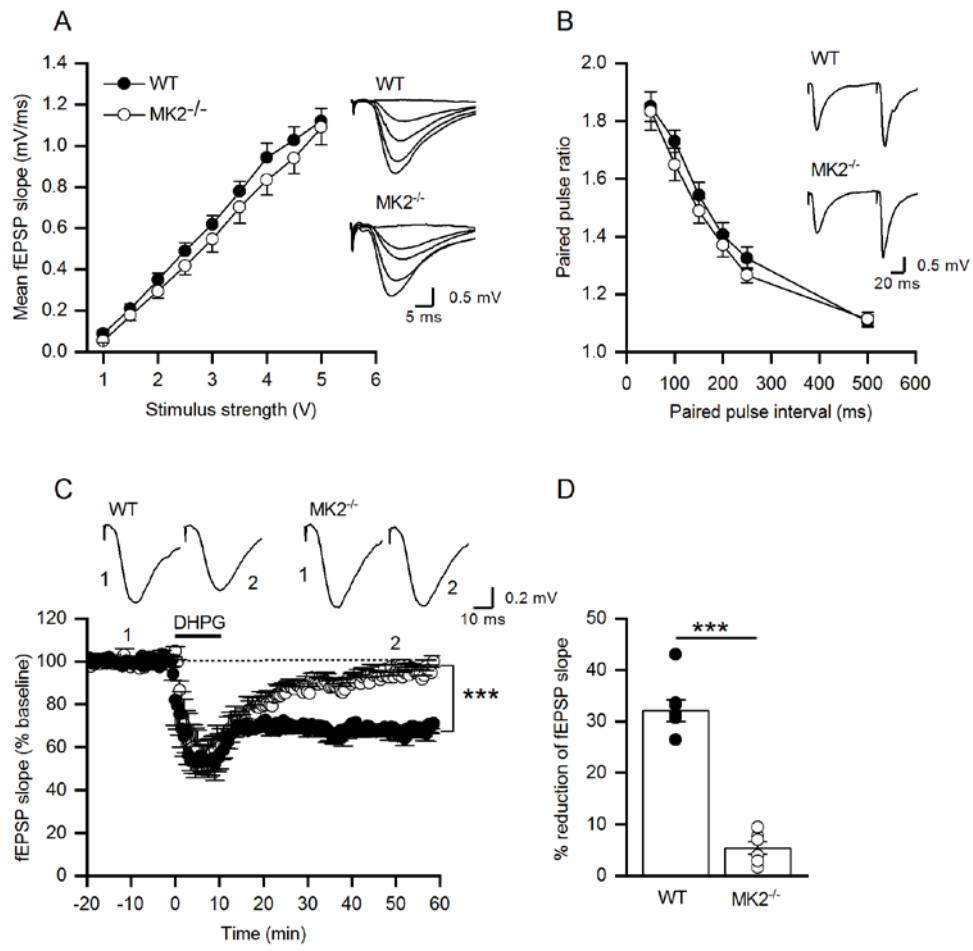 A
1.4
1.2
1.0
0.8
0.6
0.4
0.2
0.0
Mean fEPSP slope (mV/ms)
WT
MK2-/-
1 2 3 4 5 6
Stimulus strength (V)
WT
MK2-/-
0.5 mV
5 ms
B
2.0
1.8
1.6
1.4
1.2
1.0
Paired pulse ratio
0 100 200 300 400 500 600
Paired pulse interval (ms)
WT
MK2-/-
0.5 mV
20 ms
C
WT
MK2-/-
1
2
1
2
0.2 mV
10 ms
120
100
80
60
40
20
0
fEPSP slope (% baseline)
1
DHPG
2
***
-20 -10 0 10 20 30 40 50 60
Time (min)
D
50
40
30
20
10
0
% reduction of fEPSP slope
***
WT MK2-/-